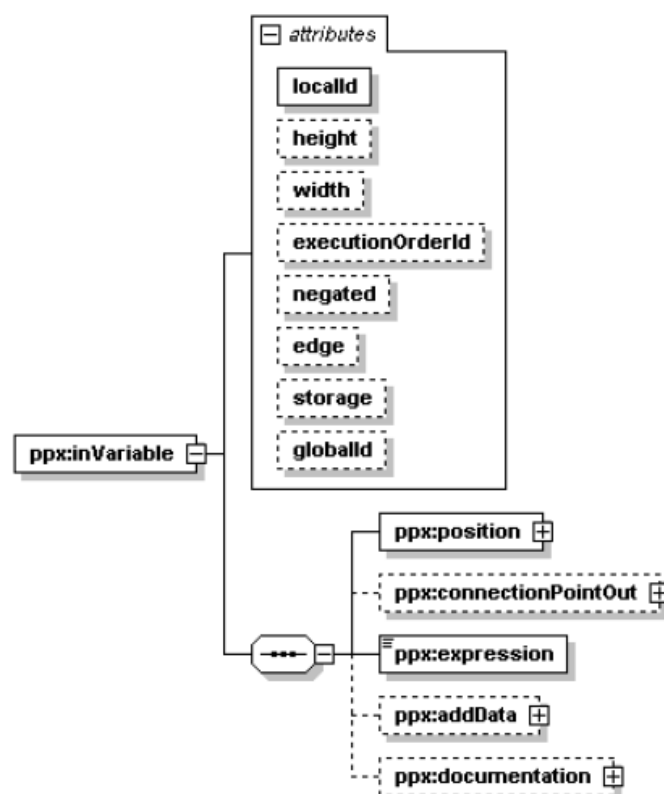 attributes
localId
height
width
executionOrderId
negated
edge
storage
globalId
ppx:inVariable
ppx:position
ppx:connectionPointOut
ppx:expression
ppx:addData
ppx:documentation